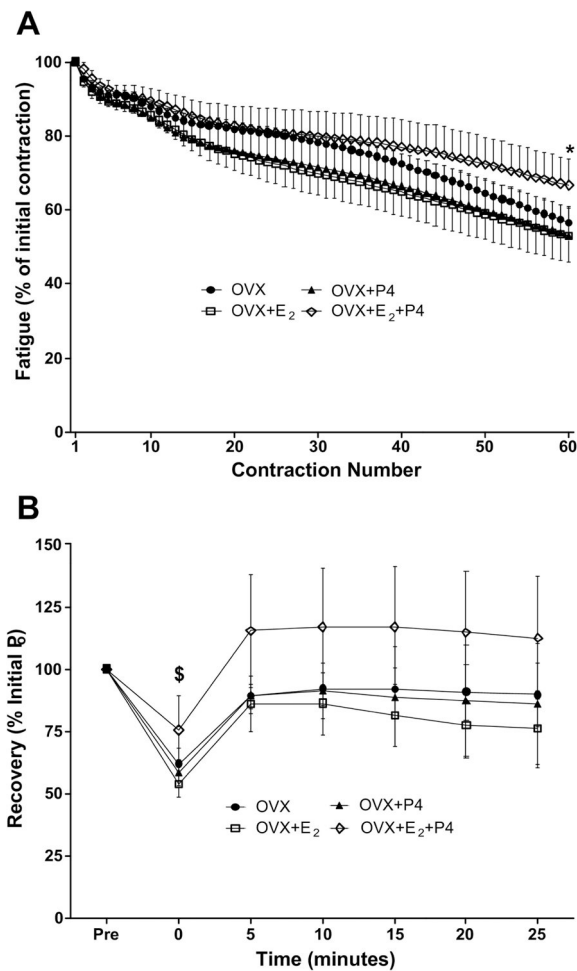 A
Fatigue (% of initial contraction)
100
80
60
40
20
0
*
OVX OVX+P4
OVX+E2 OVX+E2+P4
1 10 20 30 40 50 60
Contraction Number
B
Recovery (% Initial Po)
150
125
100
75
50
25
0
$
OVX OVX+P4
OVX+E2 OVX+E2+P4
Pre 0 5 10 15 20 25
Time (minutes)